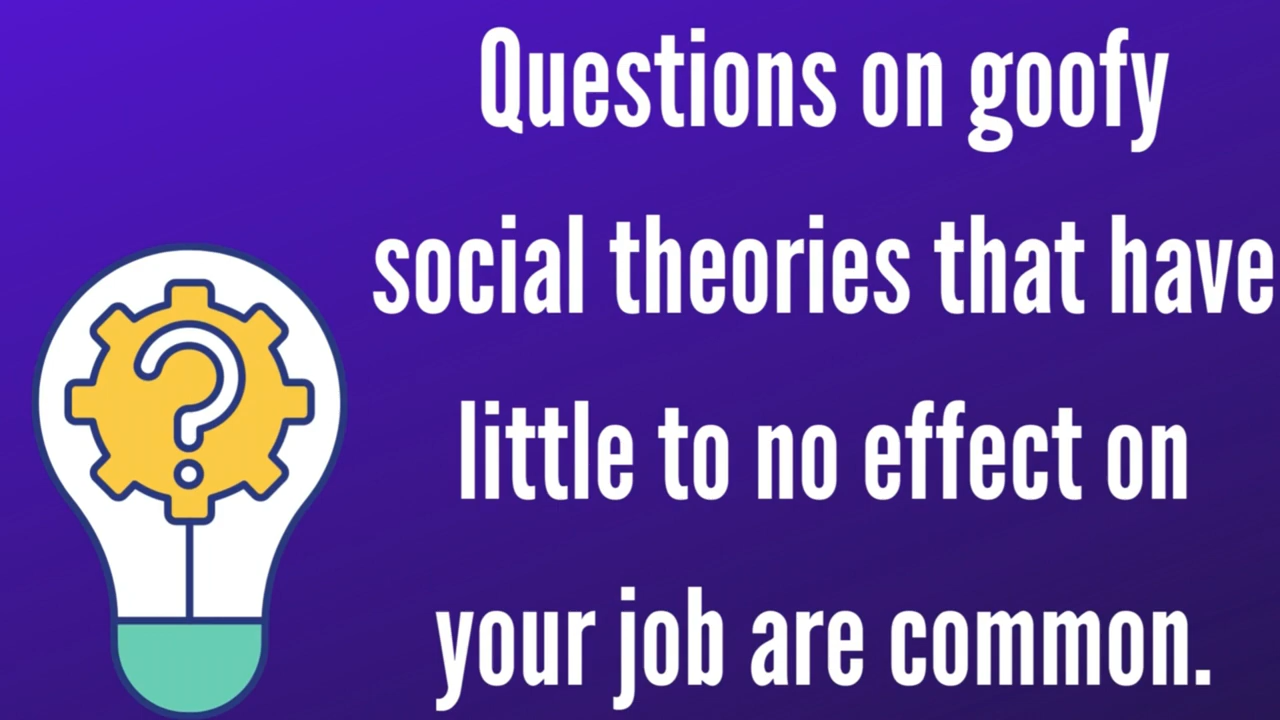 Questions on goofy
social theories that have
little to no effect on
your job are common.